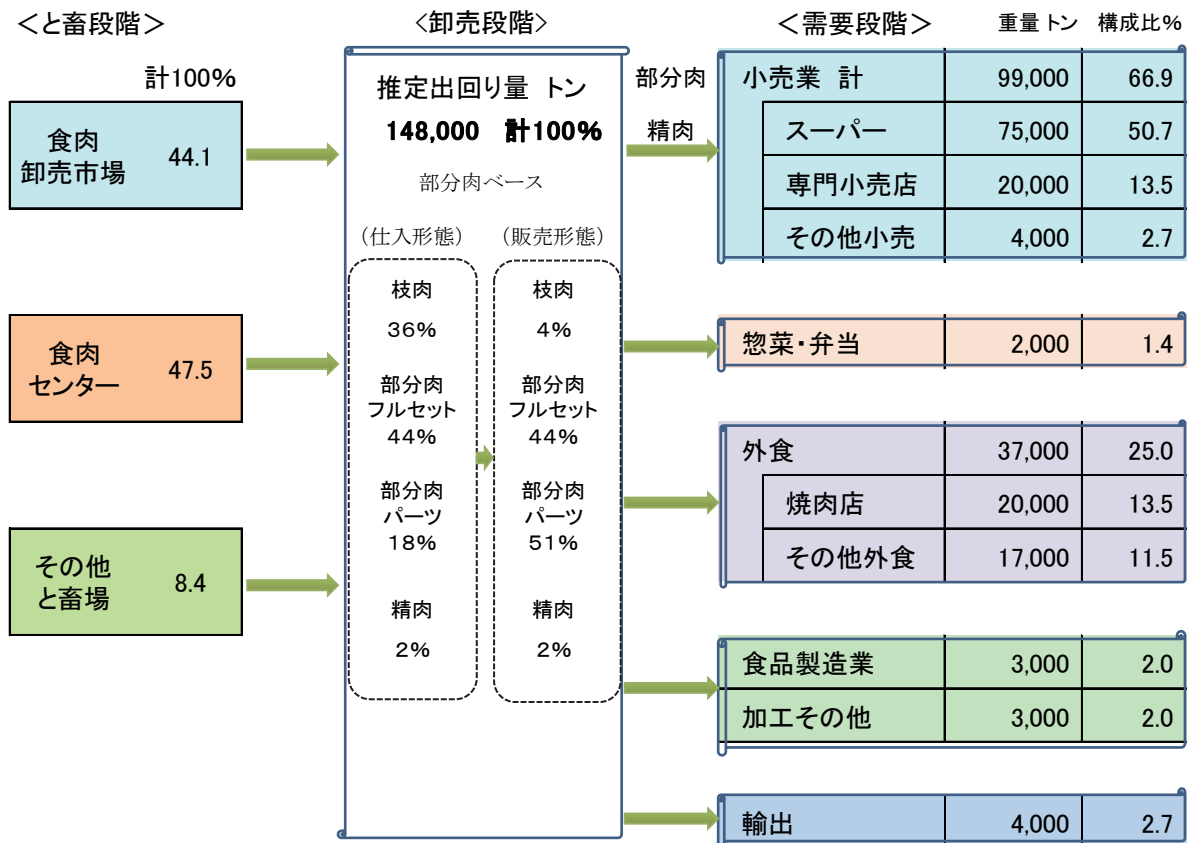 ＜と畜段階＞
計100%
食肉
卸売市場 44.1
食肉
センター 47.5
その他
と畜場 8.4
＜卸売段階＞
推定出回り量 トン
148,000 計100%
部分肉ベース
（仕入形態）
枝肉
36%
部分肉
フルセット
44%
部分肉
パーツ
18%
精肉
2%
（販売形態）
枝肉
4%
部分肉
フルセット
44%
部分肉
パーツ
51%
精肉
2%
部分肉
精肉
＜需要段階＞ 重量 トン 構成比%
小売業 計 99,000 66.9
スーパー 75,000 50.7
専門小売店 20,000 13.5
その他小売 4,000 2.7
惣菜・弁当 2,000 1.4
外食 37,000 25.0
焼肉店 20,000 13.5
その他外食 17,000 11.5
食品製造業 3,000 2.0
加工その他 3,000 2.0
輸出 4,000 2.7